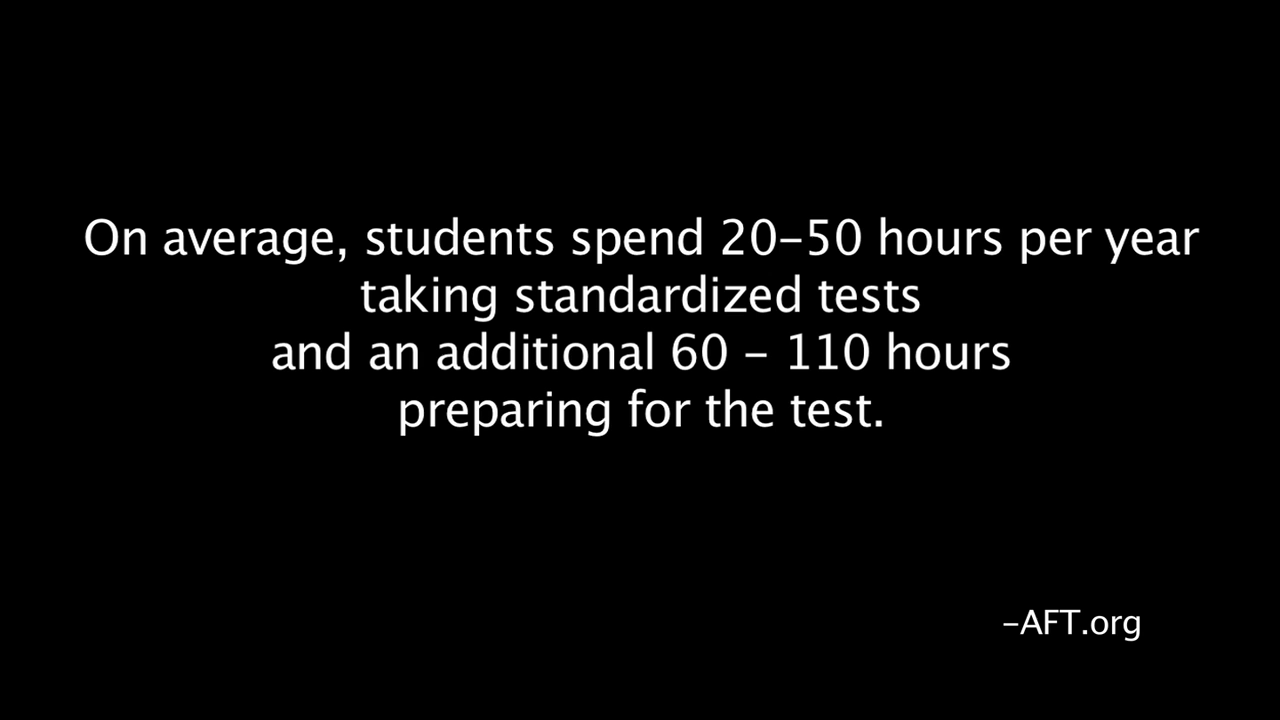 On average, students spend 20–50 hours per year
taking standardized tests
and an additional 60 – 110 hours
preparing for the test.
–AFT.org